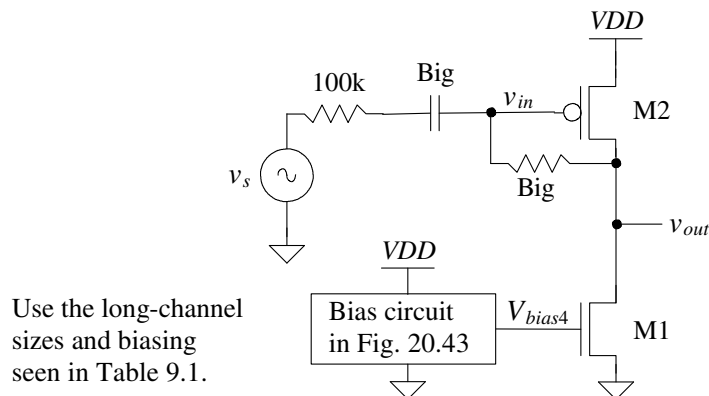 VDD
100k
Big
v_in
M2
Big
v_s
v_out
VDD
Use the long-channel
sizes and biasing
seen in Table 9.1.
Bias circuit
in Fig. 20.43
V_bias4
M1